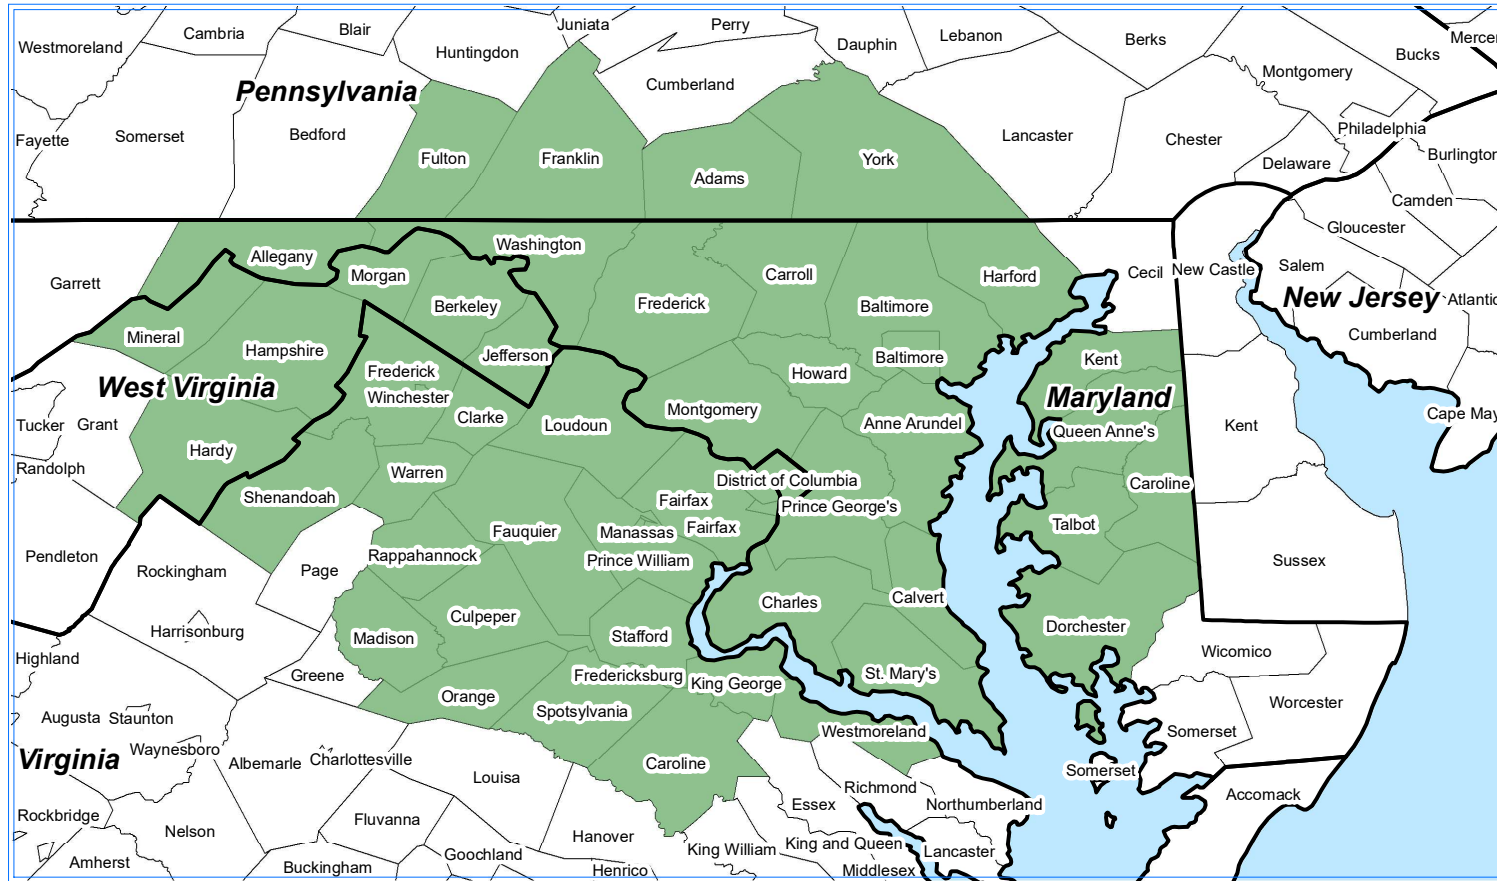 Westmoreland
Cambria
Blair
Huntingdon
Juniata
Perry
Dauphin
Lebanon
Berks
Bucks
Mercer
Pennsylvania
Cumberland
Montgomery
Fayette
Somerset
Bedford
Fulton
Franklin
Adams
York
Lancaster
Chester
Philadelphia
Delaware
Burlington
Camden
Gloucester
Garrett
Allegany
Washington
Morgan
Carroll
Harford
Cecil
New Castle
Salem
New Jersey
Atlantic
Berkeley
Frederick
Baltimore
Cumberland
Mineral
Hampshire
Jefferson
Baltimore
Kent
West Virginia
Frederick
Winchester
Howard
Maryland
Tucker
Grant
Clarke
Loudoun
Montgomery
Anne Arundel
Queen Anne's
Kent
Cape May
Randolph
Hardy
Warren
Shenandoah
District of Columbia
Caroline
Fairfax
Prince George's
Fauquier
Manassas
Fairfax
Talbot
Pendleton
Rockingham
Page
Rappahannock
Prince William
Sussex
Charles
Calvert
Harrisonburg
Madison
Culpeper
Stafford
Dorchester
Highland
Greene
Fredericksburg
King George
St. Mary's
Wicomico
Orange
Spotsylvania
Worcester
Augusta
Staunton
Westmoreland
Somerset
Virginia
Waynesboro
Albemarle
Charlottesville
Louisa
Caroline
Somerset
Richmond
Accomack
Rockbridge
Nelson
Fluvanna
Hanover
Essex
Northumberland
Amherst
Buckingham
Goochland
Henrico
King William
King and Queen
Middlesex
Lancaster